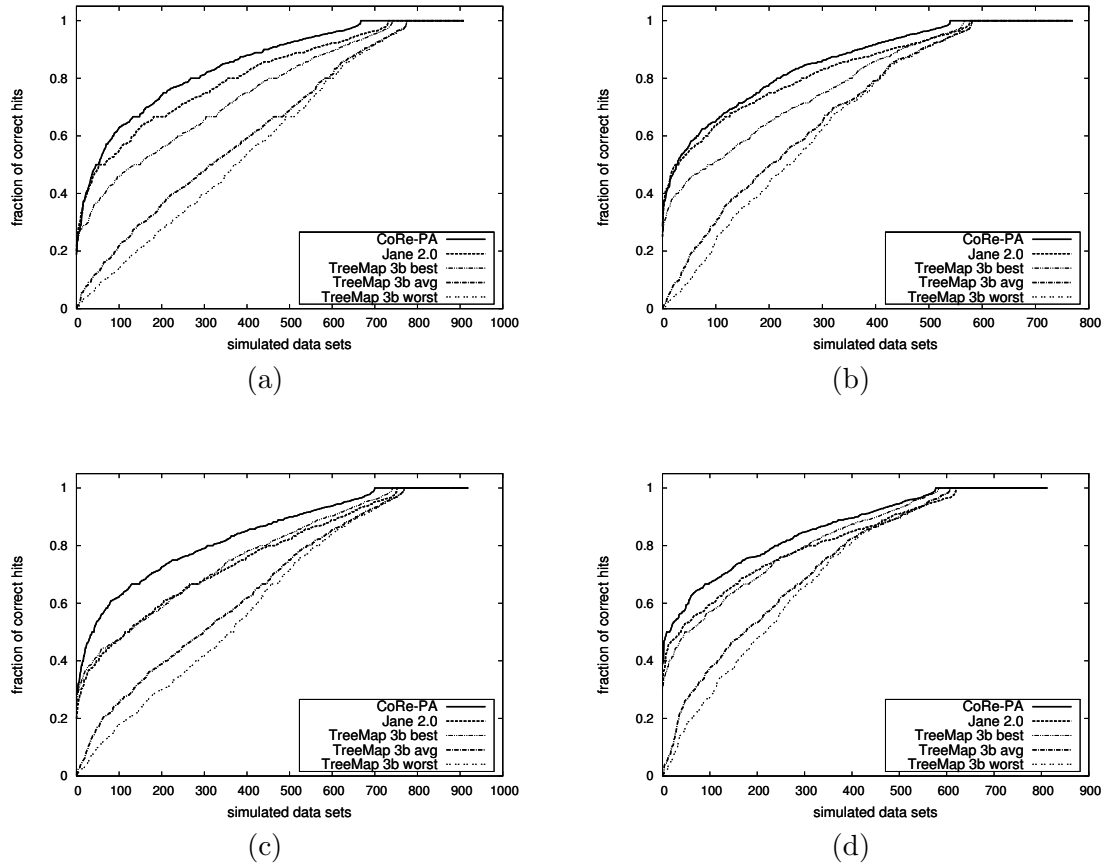 1
0.8
0.6
0.4
0.2
0
fraction of correct hits
0 100 200 300 400 500 600 700 800 900 1000
simulated data sets
CoRe-PA
Jane 2.0
TreeMap 3b best
TreeMap 3b avg
TreeMap 3b worst
(a)
1
0.8
0.6
0.4
0.2
0
fraction of correct hits
0 100 200 300 400 500 600 700 800
simulated data sets
CoRe-PA
Jane 2.0
TreeMap 3b best
TreeMap 3b avg
TreeMap 3b worst
(b)
1
0.8
0.6
0.4
0.2
0
fraction of correct hits
0 100 200 300 400 500 600 700 800 900 1000
simulated data sets
CoRe-PA
Jane 2.0
TreeMap 3b best
TreeMap 3b avg
TreeMap 3b worst
(c)
1
0.8
0.6
0.4
0.2
0
fraction of correct hits
0 100 200 300 400 500 600 700 800 900
simulated data sets
CoRe-PA
Jane 2.0
TreeMap 3b best
TreeMap 3b avg
TreeMap 3b worst
(d)